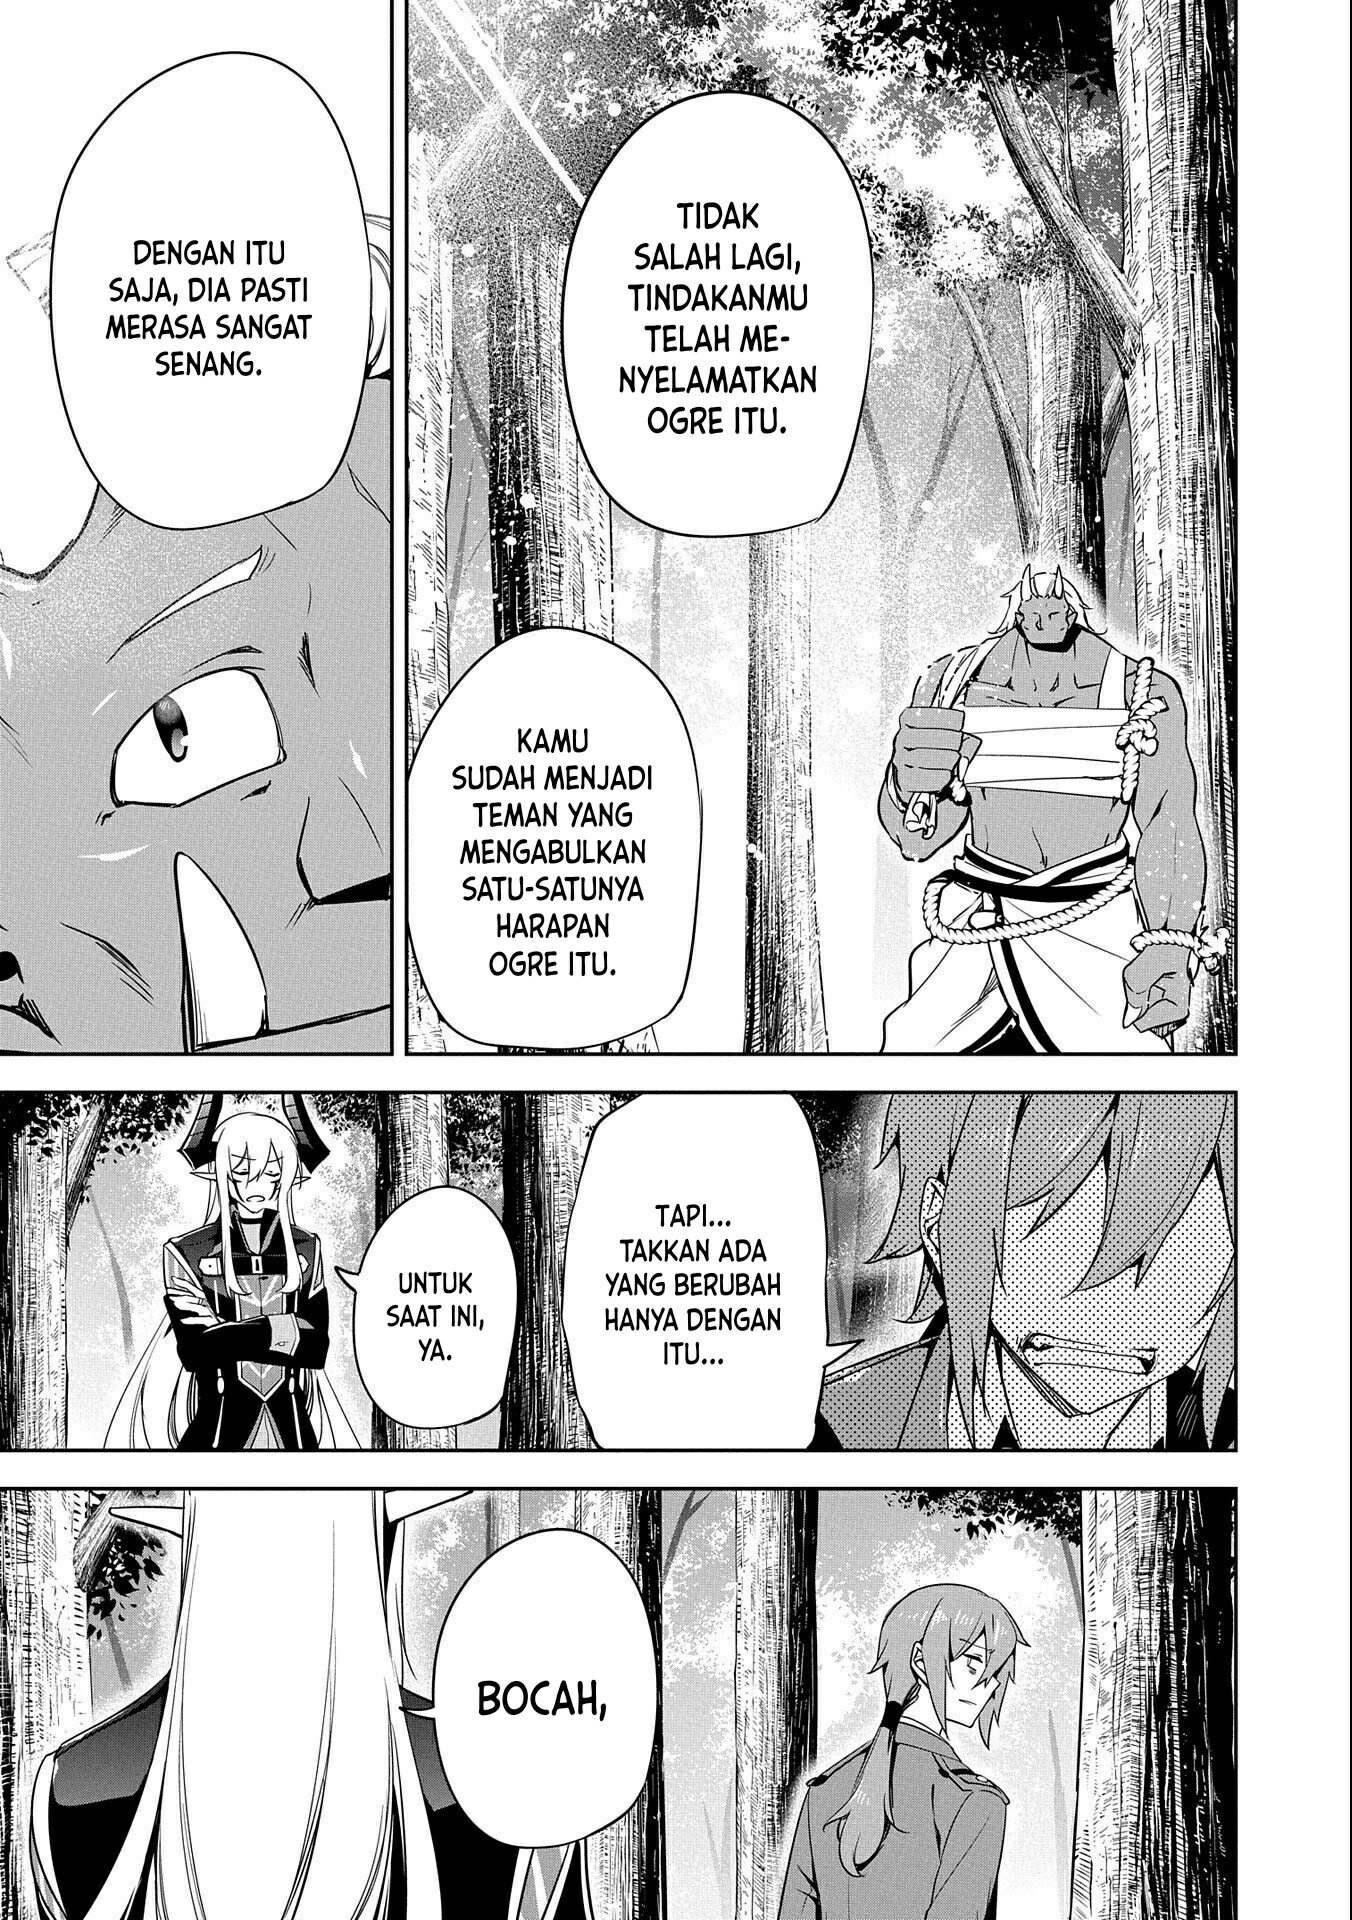 TIDAK
SALAH LAGI,
TINDAKANMU
TELAH ME-
NYELAMATKAN
OGRE ITU.
KAMU
SUDAH MENJADI
TEMAN YANG
MENGABULKAN
SATU-SATUNYA
HARAPAN
OGRE ITU.
DENGAN ITU
SAJA, DIA PASTI
MERASA SANGAT
SENANG.
TAPI...
TAKKAN ADA
YANG BERUBAH
HANYA DENGAN
ITU...
UNTUK
SAAT INI,
YA.
BOCAH,